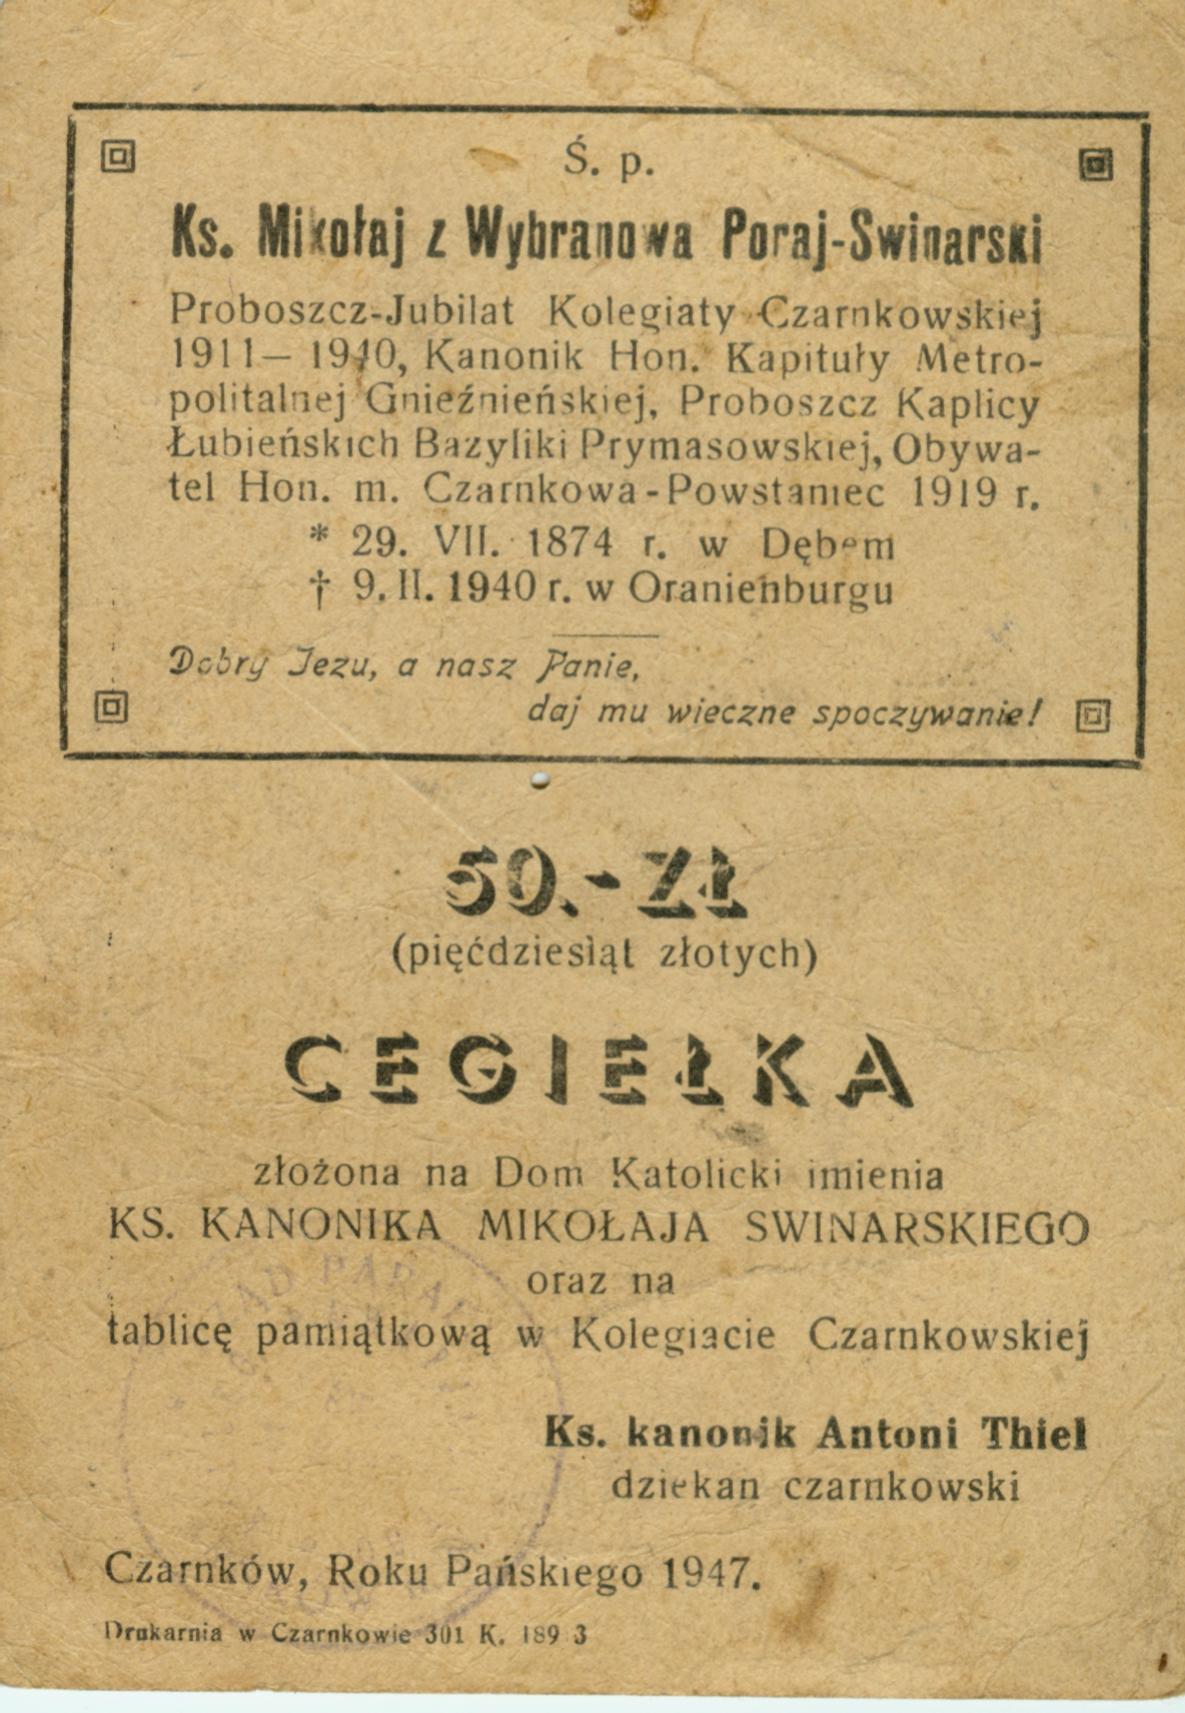 Ś. p.
Ks. Mikołaj z Wybranowa Poraj-Swinarski
Proboszcz-Jubilat Kolegiaty Czarnkowskiej
1911— 1940, Kanonik Hon. Kapituły Metro-
politalnej Gnieźnieńskiej, Proboszcz Kaplicy
Łubieńskich Bazyliki Prymasowskiej, Obywa-
tel Hon. m. Czarnkowa - Powstaniec 1919 r.
* 29. VII. 1874 r. w Dębem
† 9. II. 1940 r. w Oranienburgu
Dobry Jezu, a nasz Panie,
daj mu wieczne spoczywanie!
50.- ZŁ
(pięćdziesiąt złotych)
CEGIEŁKA
złożona na Dom Katolicki imienia
KS. KANONIKA MIKOŁAJA SWINARSKIEGO
oraz na
tablicę pamiątkową w Kolegiacie Czarnkowskiej
Ks. kanonik Antoni Thiel
dziekan czarnkowski
Czarnków, Roku Pańskiego 1947.
Drukarnia w Czarnkowie 301 K. 189 3